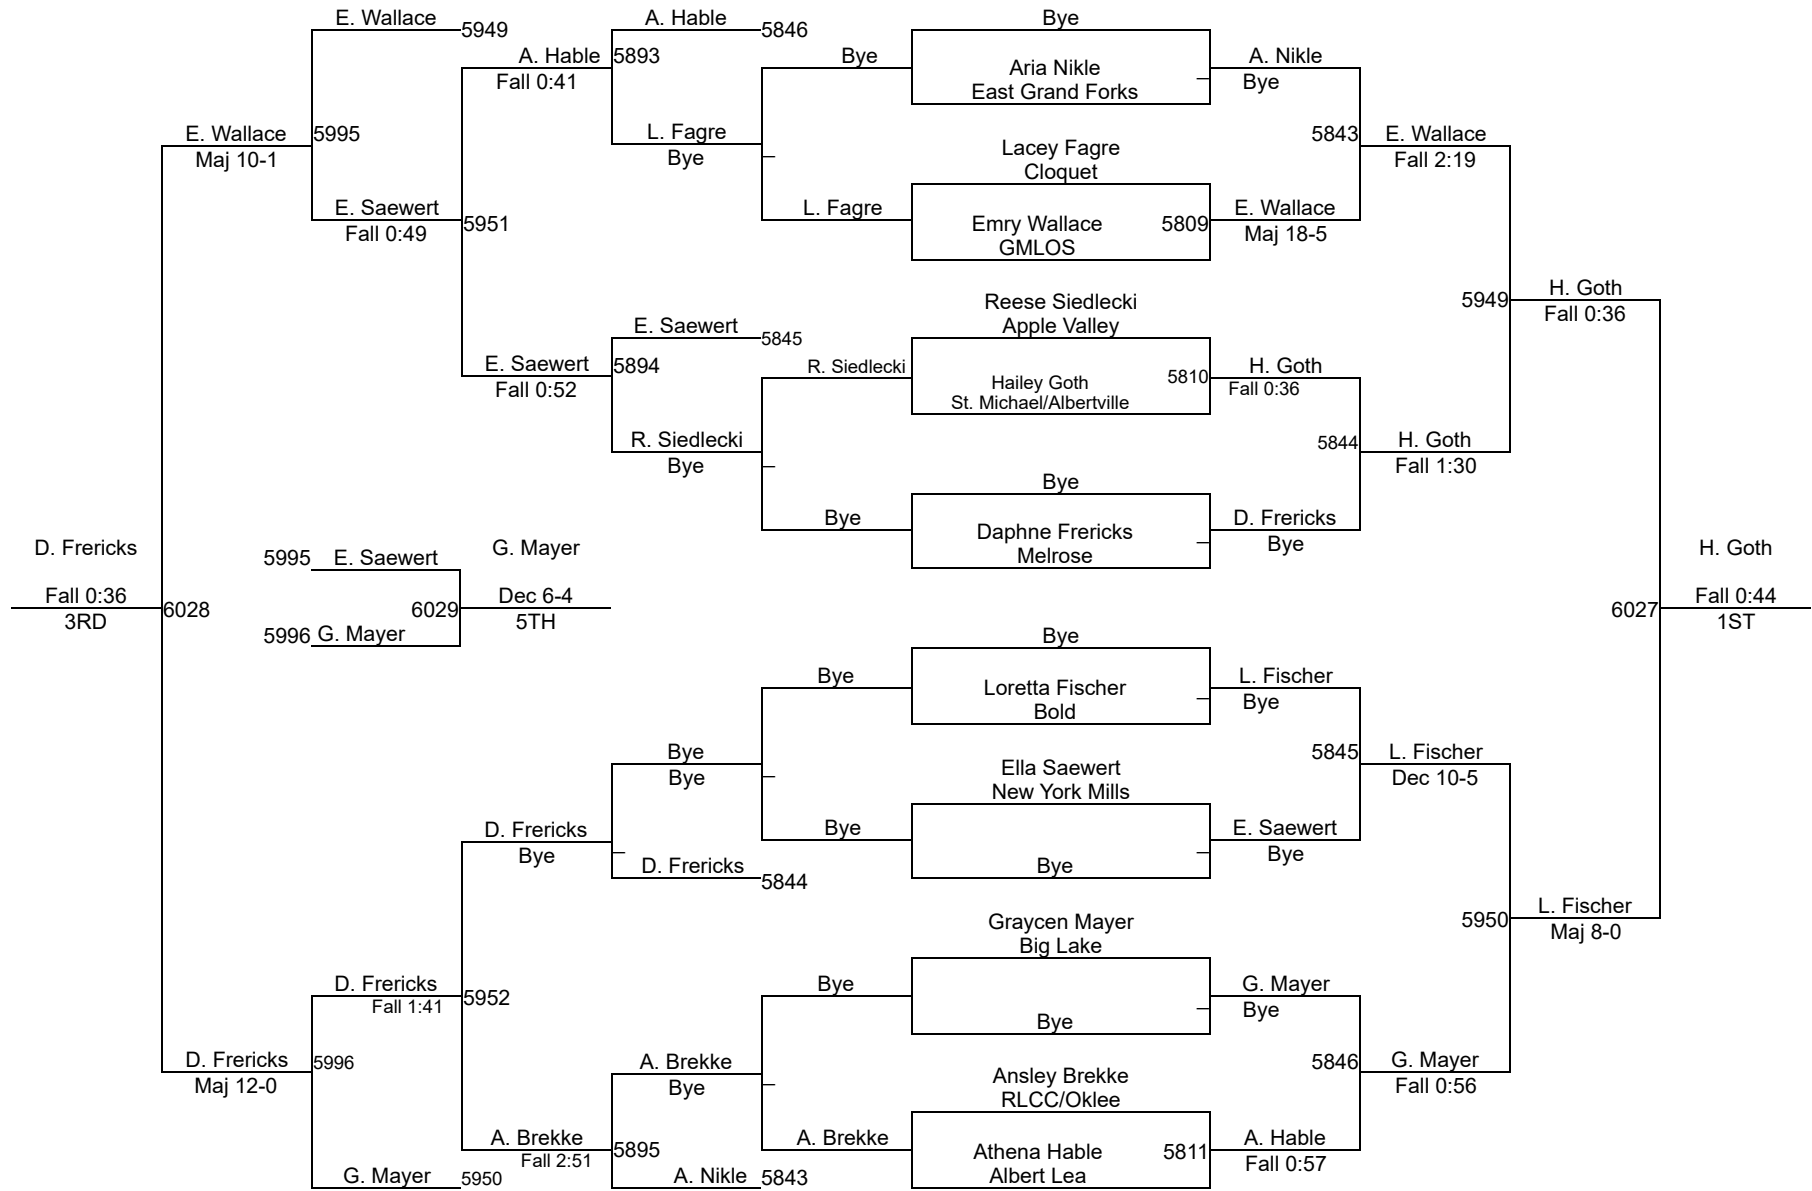 E. Wallace
5949
A. Hable
5846
Bye
A. Hable
5893
Fall 0:41
Bye
Aria Nikle
East Grand Forks
A. Nikle
Bye
E. Wallace
5995
Maj 10-1
L. Fagre
Bye
Lacey Fagre
Cloquet
5843
E. Wallace
Fall 2:19
E. Saewert
Fall 0:49
5951
L. Fagre
Emry Wallace
GMLOS
5809
E. Wallace
Maj 18-5
Reese Siedlecki
Apple Valley
5949
H. Goth
Fall 0:36
E. Saewert
5845
E. Saewert
5894
Fall 0:52
R. Siedlecki
Hailey Goth
St. Michael/Albertville
5810
H. Goth
Fall 0:36
R. Siedlecki
Bye
5844
H. Goth
Fall 1:30
Bye
Bye
Daphne Frericks
Melrose
D. Frericks
Bye
D. Frericks
Fall 0:36
3RD
6028
5995
E. Saewert
5996
G. Mayer
6029
G. Mayer
Dec 6-4
5TH
6027
H. Goth
Fall 0:44
1ST
Bye
Bye
Loretta Fischer
Bold
L. Fischer
Bye
Bye
Bye
Ella Saewert
New York Mills
5845
L. Fischer
Dec 10-5
D. Frericks
Bye
Bye
Bye
E. Saewert
Bye
D. Frericks
5844
Graycen Mayer
Big Lake
5950
L. Fischer
Maj 8-0
D. Frericks
Fall 1:41
5952
Bye
Bye
G. Mayer
Bye
D. Frericks
5996
Maj 12-0
A. Brekke
Bye
Ansley Brekke
RLCC/Oklee
5846
G. Mayer
Fall 0:56
A. Brekke
Fall 2:51
5895
A. Brekke
Athena Hable
Albert Lea
5811
A. Hable
Fall 0:57
G. Mayer
5950
A. Nikle
5843